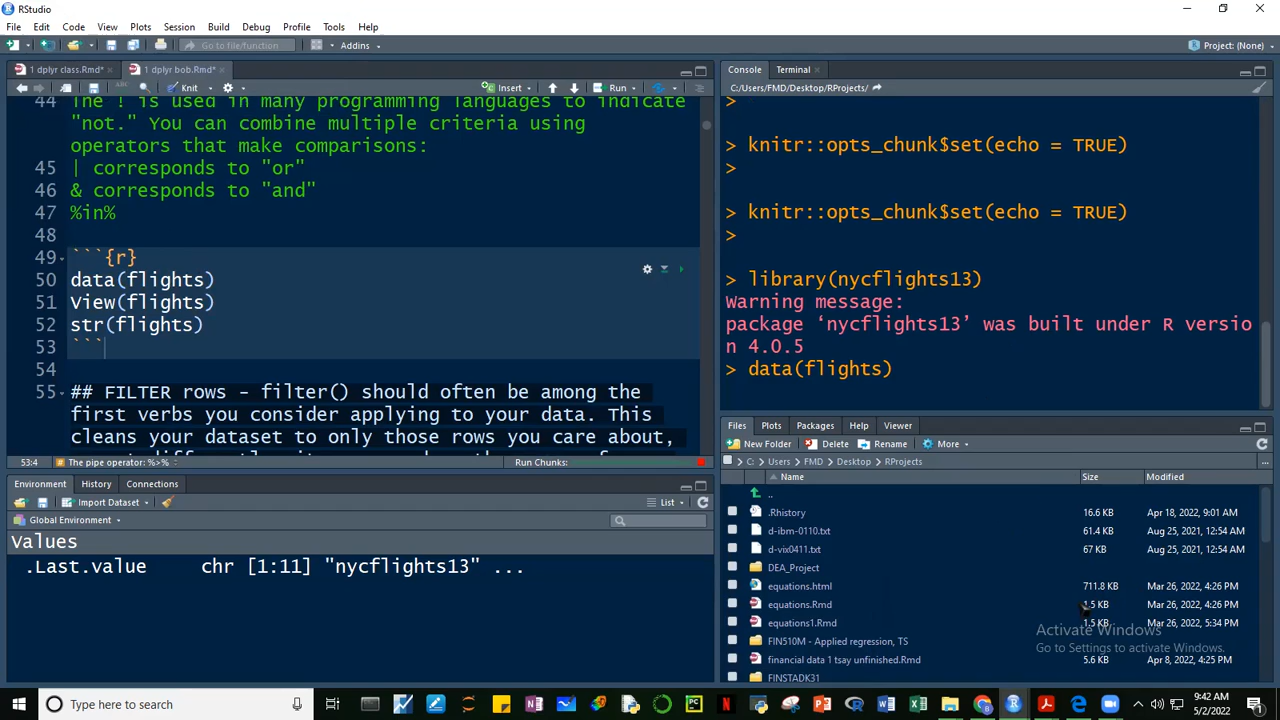 RStudio
File Edit Code View Plots Session Build Debug Profile Tools Help
Go to file/function Addins Project: (None)
1 dplyr class.Rmd* 1 dplyr bob.Rmd*
Knit Insert Run
44 The ! is used in many programming languages to indicate
"not." You can combine multiple criteria using
operators that make comparisons:
45 | corresponds to "or"
46 & corresponds to "and"
47 %in%
48
49 ```{r}
50 data(flights)
51 View(flights)
52 str(flights)
53 ```
54
55 ## FILTER rows - filter() should often be among the
first verbs you consider applying to your data. This
cleans your dataset to only those rows you care about,
53:4 The pipe operator: %>% Run Chunks:
Environment History Connections
Import Dataset List
Global Environment
Values
.Last.value chr [1:11] "nycflights13" ...
Console Terminal
C:/Users/FMD/Desktop/RProjects/
>
> knitr::opts_chunk$set(echo = TRUE)
>
> knitr::opts_chunk$set(echo = TRUE)
>
> library(nycflights13)
Warning message:
package ‘nycflights13’ was built under R versio
n 4.0.5
> data(flights)
Files Plots Packages Help Viewer
New Folder Delete Rename More
C: Users FMD Desktop RProjects ...
Name Size Modified
..
.Rhistory 16.6 KB Apr 18, 2022, 9:01 AM
d-ibm-0110.txt 61.4 KB Aug 25, 2021, 12:54 AM
d-vix0411.txt 67 KB Aug 25, 2021, 12:54 AM
DEA_Project
equations.html 711.8 KB Mar 26, 2022, 4:26 PM
equations.Rmd KB Mar 26, 2022, 4:26 PM
equations1.Rmd 1.5 KB Mar 26, 2022, 5:34 PM
FIN510M - Applied regression, TS
financial data 1 tsay unfinished.Rmd 5.6 KB Apr 8, 2022, 4:25 PM
FINSTADK31
Activate Windows
Go to Settings to activate Windows.
Type here to search
9:42 AM
5/2/2022